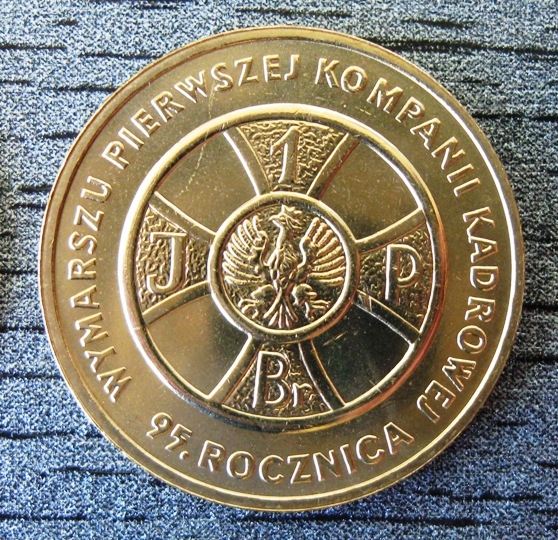 95. ROCZNICA
WYMARSZU PIERWSZEJ KOMPANII KADROWEJ
1
J P
Br